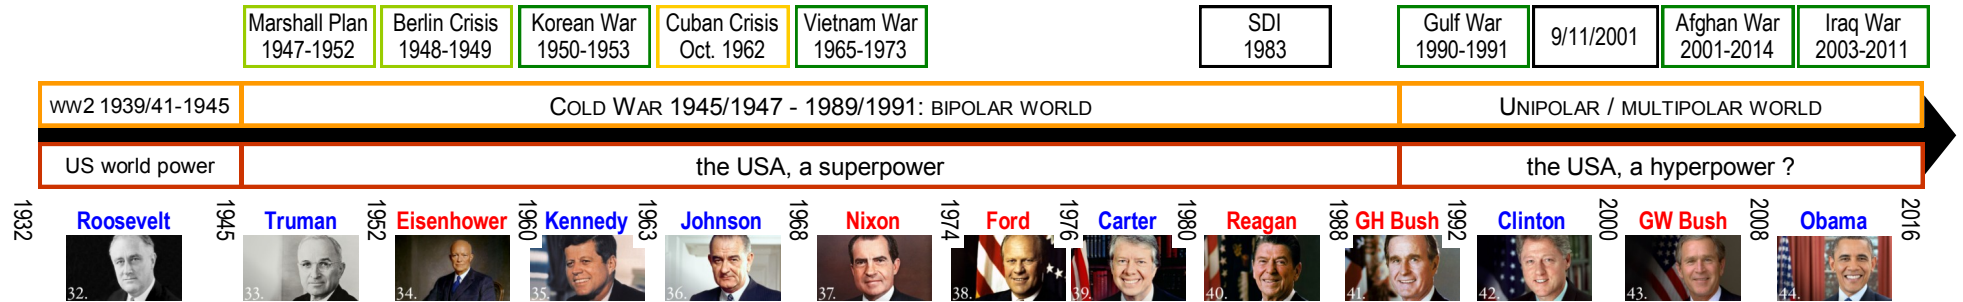 Marshall Plan
1947-1952
Berlin Crisis
1948-1949
Korean War
1950-1953
Cuban Crisis
Oct. 1962
Vietnam War
1965-1973
SDI
1983
Gulf War
1990-1991
9/11/2001
Afghan War
2001-2014
Iraq War
2003-2011
WW2 1939/41-1945
COLD WAR 1945/1947 - 1989/1991: BIPOLAR WORLD
UNIPOLAR / MULTIPOLAR WORLD
US world power
the USA, a superpower
the USA, a hyperpower ?
1932
Roosevelt
1945
Truman
1952
Eisenhower
1960
Kennedy
1963
Johnson
1968
Nixon
1974
Ford
1976
Carter
1980
Reagan
1988
GH Bush
1992
Clinton
2000
GW Bush
2008
Obama
2016
32.
33.
34.
35.
36.
37.
38.
39.
40.
41.
42.
43.
44.